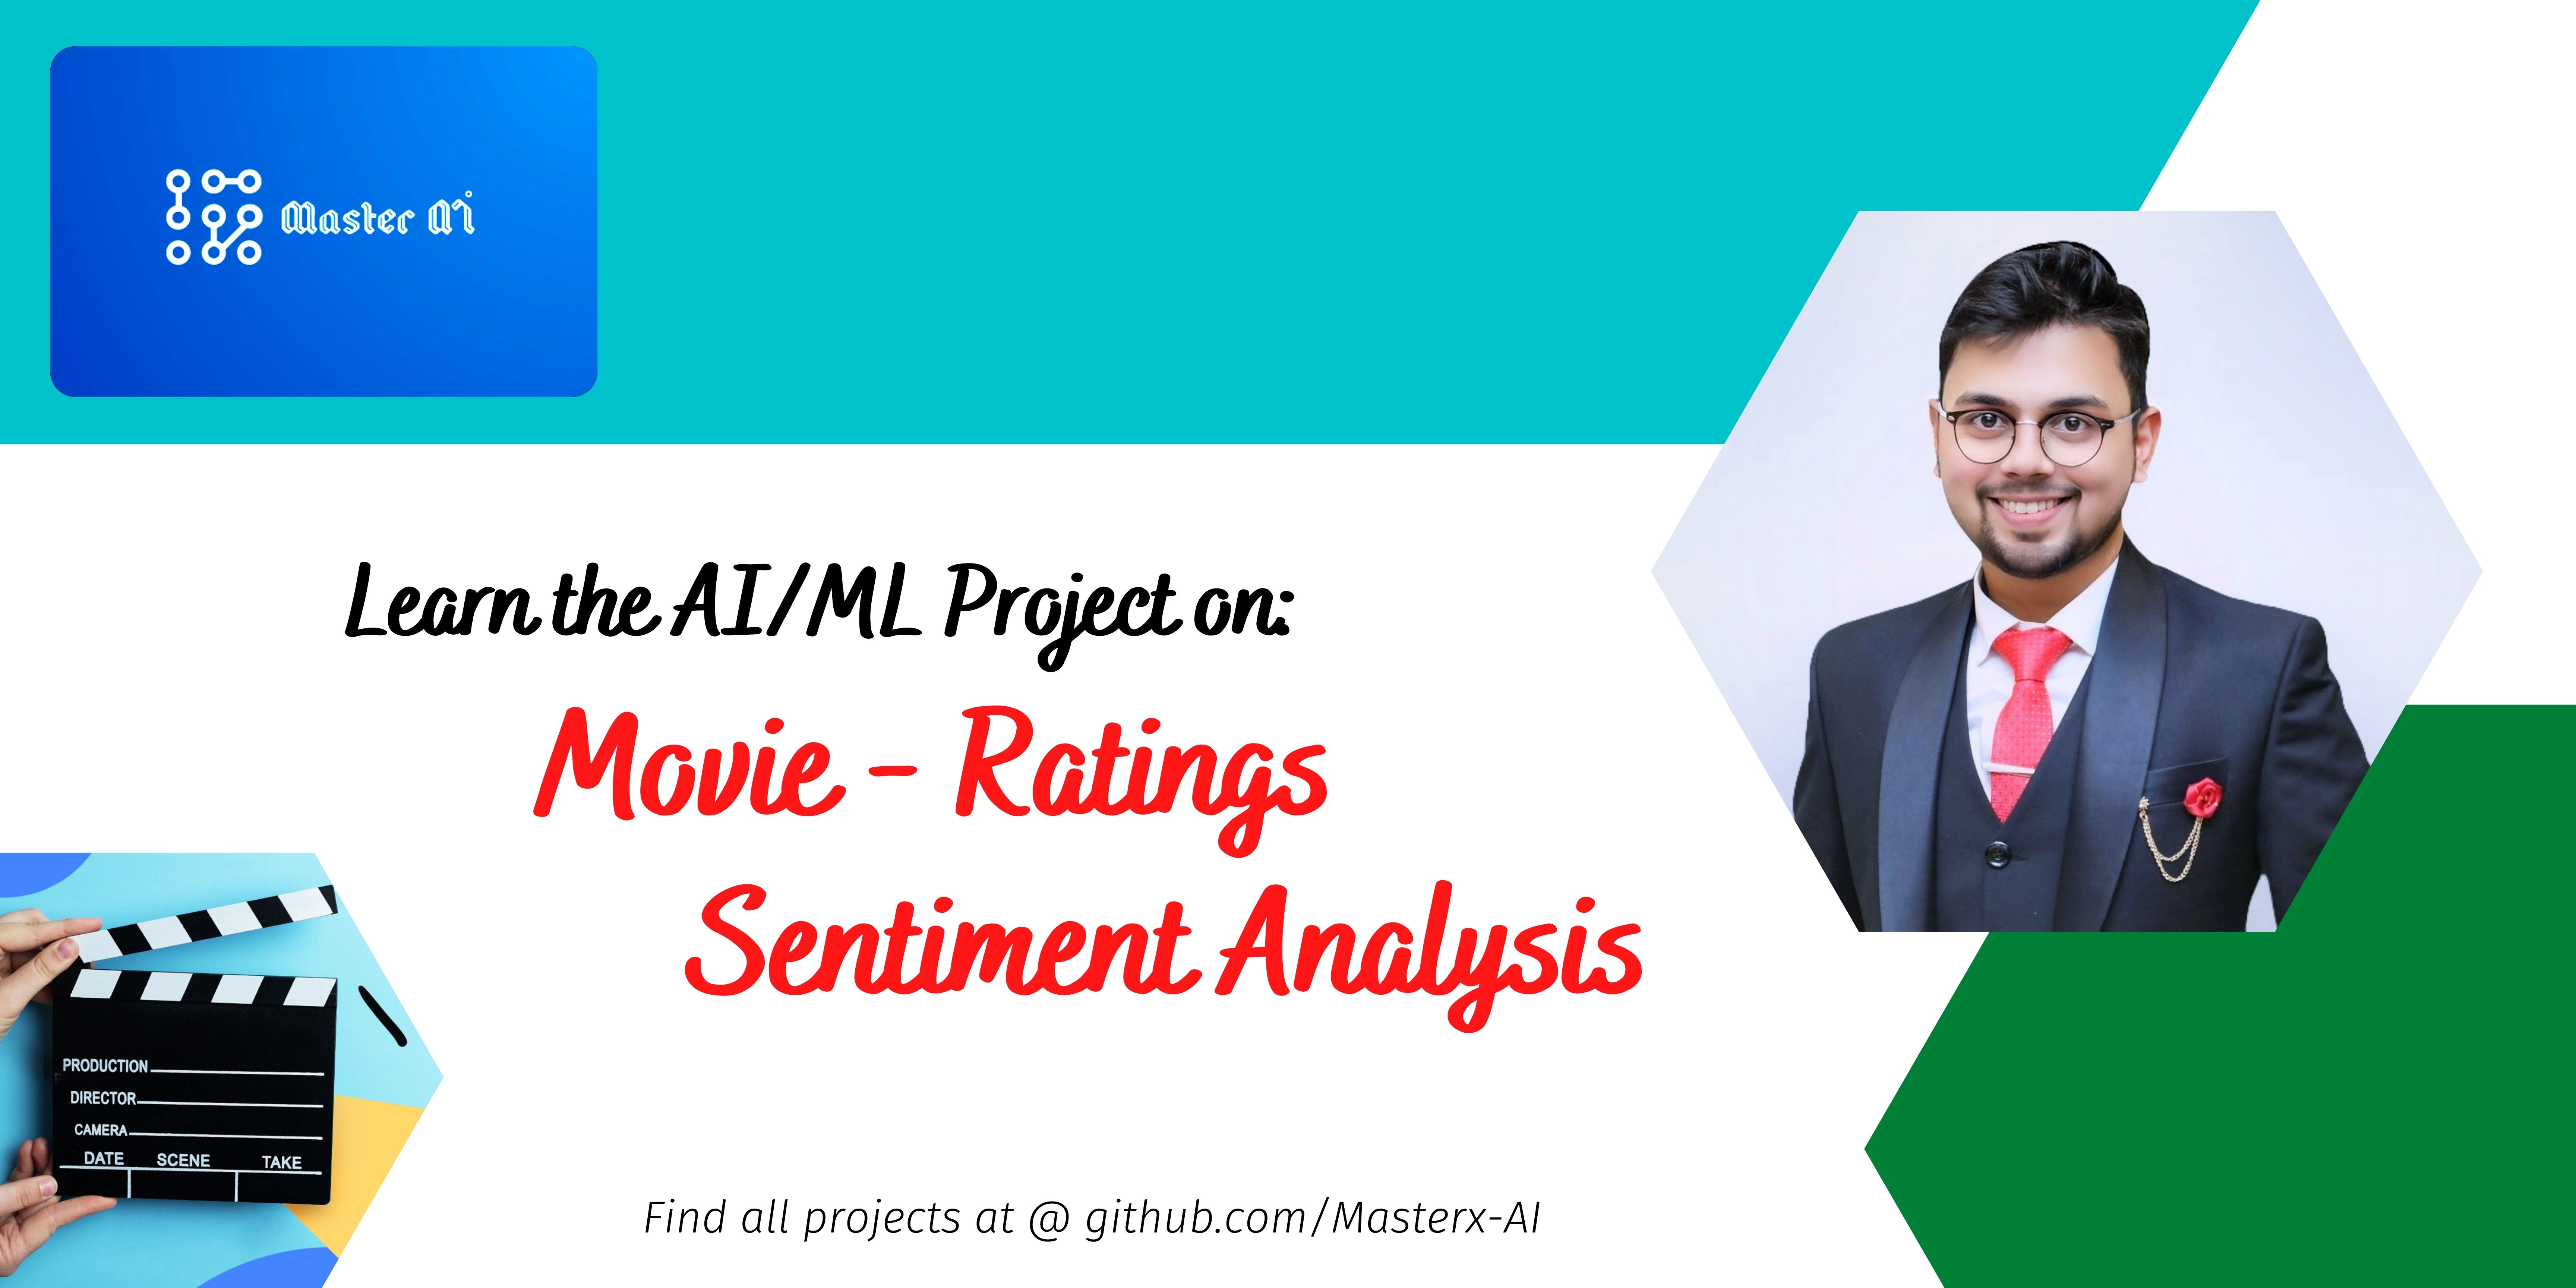 Master AI
Learn the AI/ML Project on:
Movie - Ratings
Sentiment Analysis
PRODUCTION
DIRECTOR
CAMERA
DATE SCENE TAKE
Find all projects at @ github.com/Masterx-AI